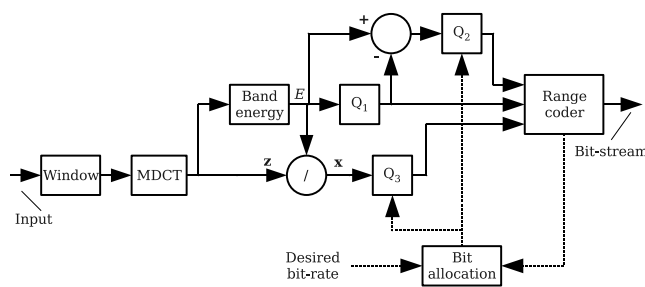 +
-
Q2
Band
energy
E
Q1
Range
coder
Bit-stream
z
x
Window
MDCT
/
Q3
Input
Desired
bit-rate
Bit
allocation